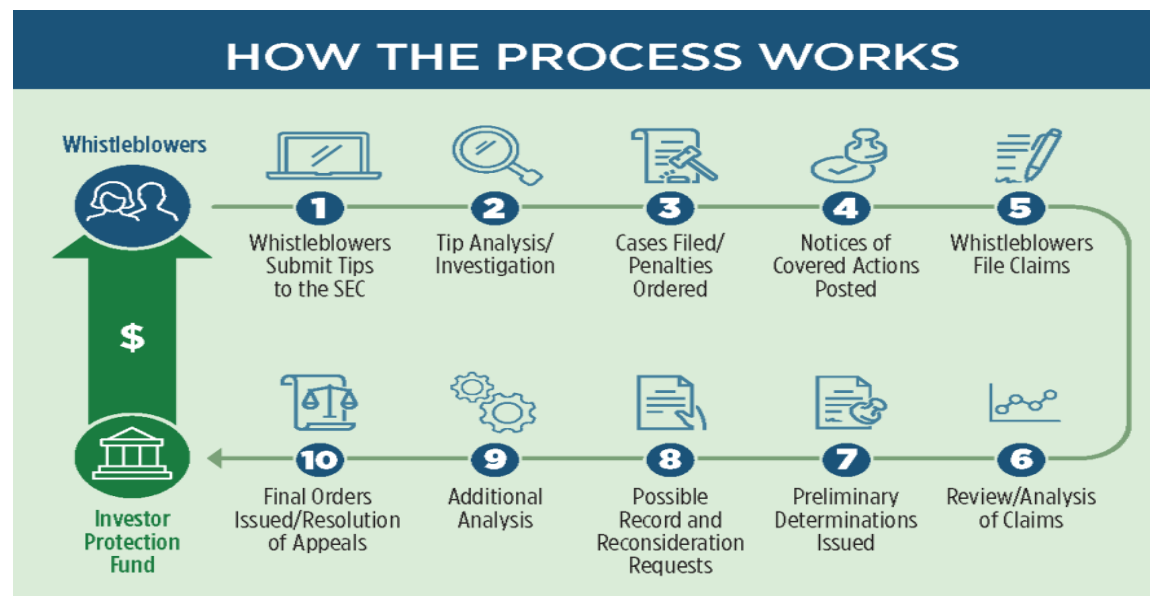 HOW THE PROCESS WORKS
Whistleblowers
1
Whistleblowers
Submit Tips
to the SEC
2
Tip Analysis/
Investigation
3
Cases Filed/
Penalties
Ordered
4
Notices of
Covered Actions
Posted
5
Whistleblowers
File Claims
6
Review/Analysis
of Claims
7
Preliminary
Determinations
Issued
8
Possible
Record and
Reconsideration
Requests
9
Additional
Analysis
10
Final Orders
Issued/Resolution
of Appeals
$
Investor
Protection
Fund